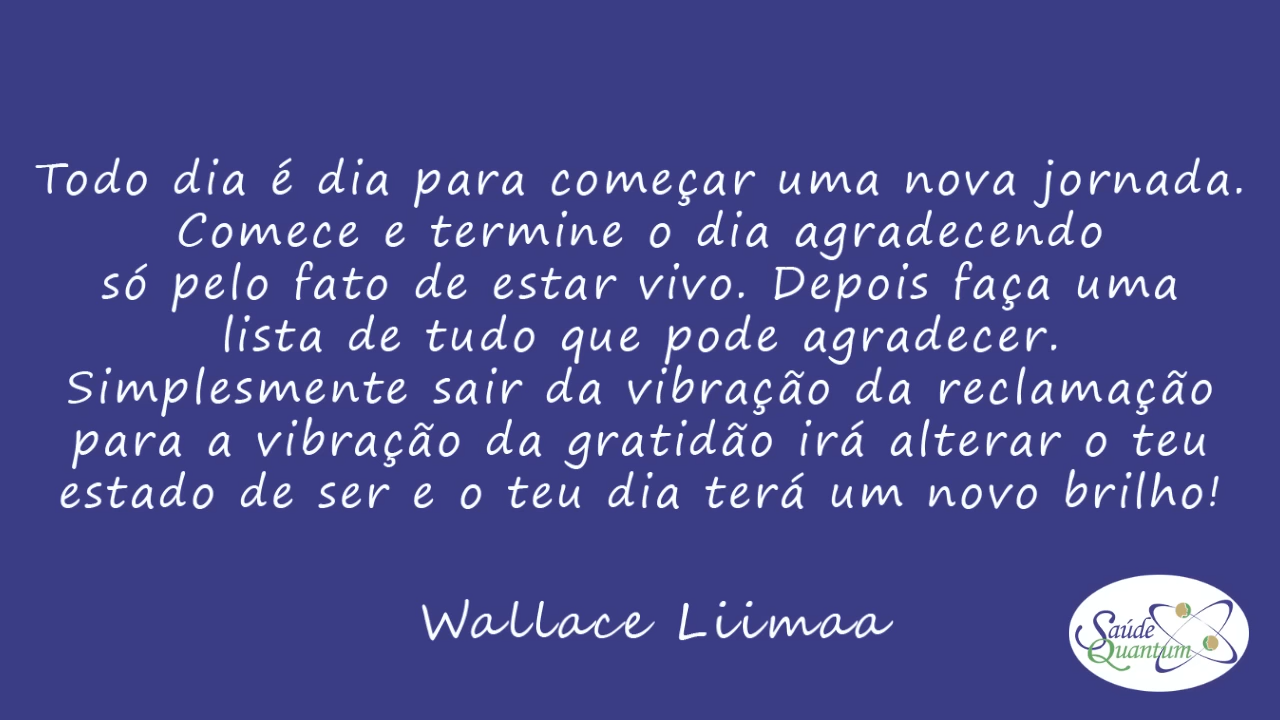 Todo dia é dia para começar uma nova jornada.
Comece e termine o dia agradecendo
só pelo fato de estar vivo. Depois faça uma
lista de tudo que pode agradecer.
Simplesmente sair da vibração da reclamação
para a vibração da gratidão irá alterar o teu
estado de ser e o teu dia terá um novo brilho!
Wallace Liimaa
Saúde
Quantum